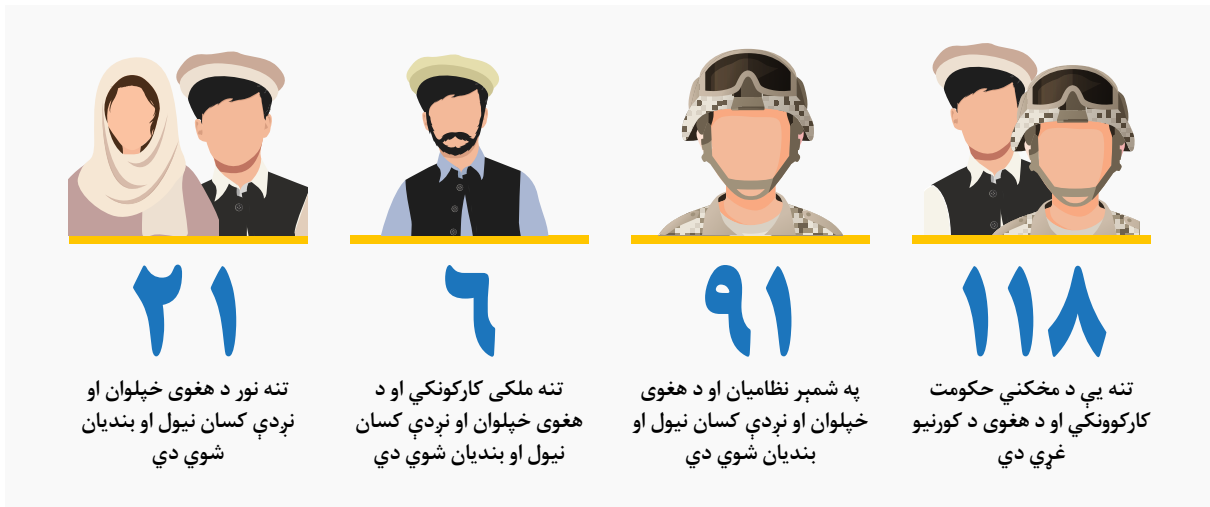 ۱۱۸
تنه یې د مخکني حکومت
کارکوونکي او د هغوی د کورنیو
غړي دي
۹۱
په شمېر نظامیان او د هغوی
خپلوان او نږدې کسان نیول او
بندیان شوي دي
٦
تنه ملکی کارکونکي او د
هغوی خپلوان او نږدې کسان
نیول او بندیان شوي دي
۲۱
تنه نور د هغوی خپلوان او
نږدې کسان نیول او بندیان
شوي دي